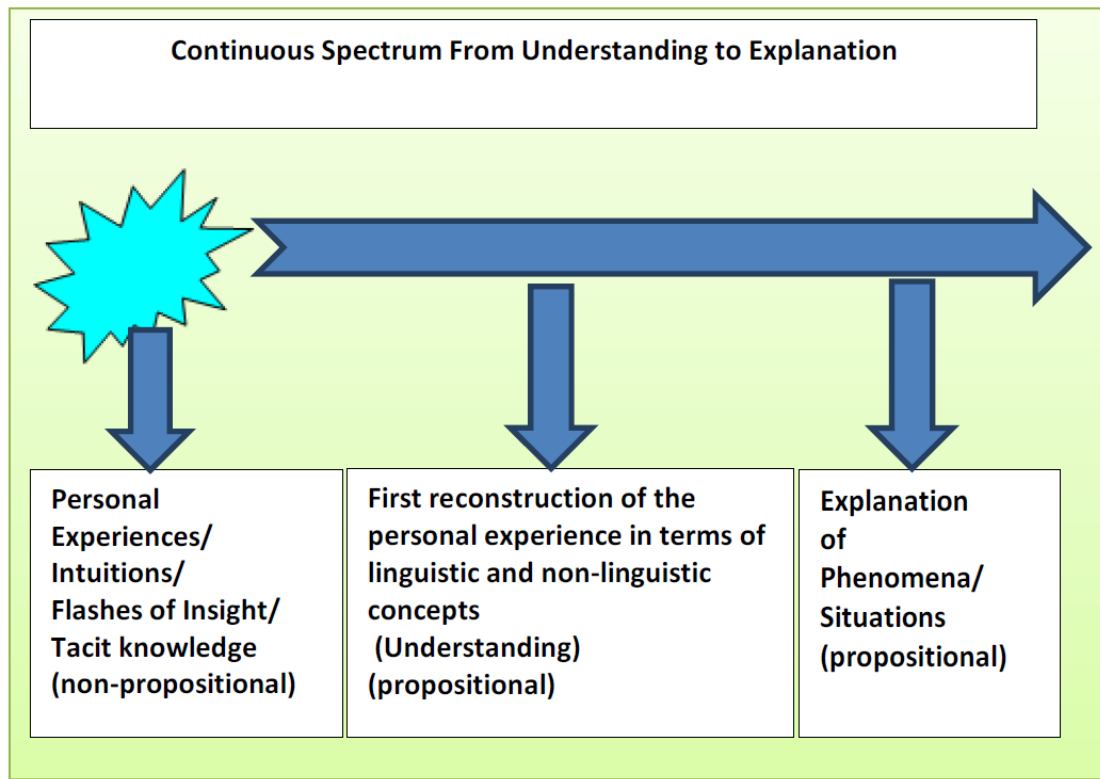 Continuous Spectrum From Understanding to Explanation
Personal
Experiences/
Intuitions/
Flashes of Insight/
Tacit knowledge
(non-propositional)
First reconstruction of the
personal experience in terms of
linguistic and non-linguistic
concepts
(Understanding)
(propositional)
Explanation
of
Phenomena/
Situations
(propositional)